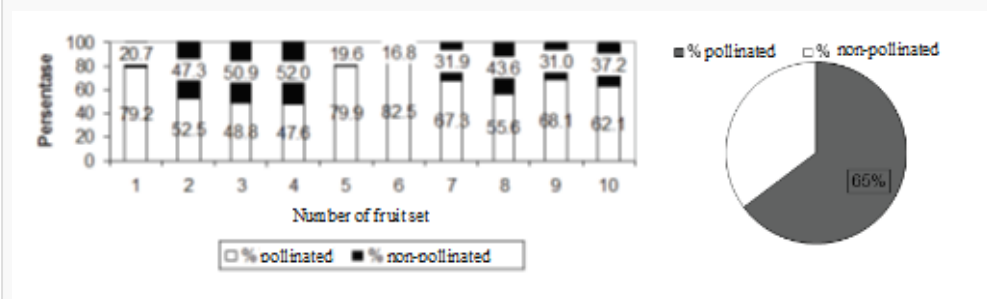 Persentase
100
80
60
40
20
0
20.7 47.3 50.9 52.0 19.6 16.8 31.9 43.6 31.0 37.2
79.2 52.5 48.8 47.6 79.9 82.5 67.3 55.6 68.1 62.1
1 2 3 4 5 6 7 8 9 10
Number of fruit set
% pollinated % non-pollinated
% pollinated % non-pollinated
65%